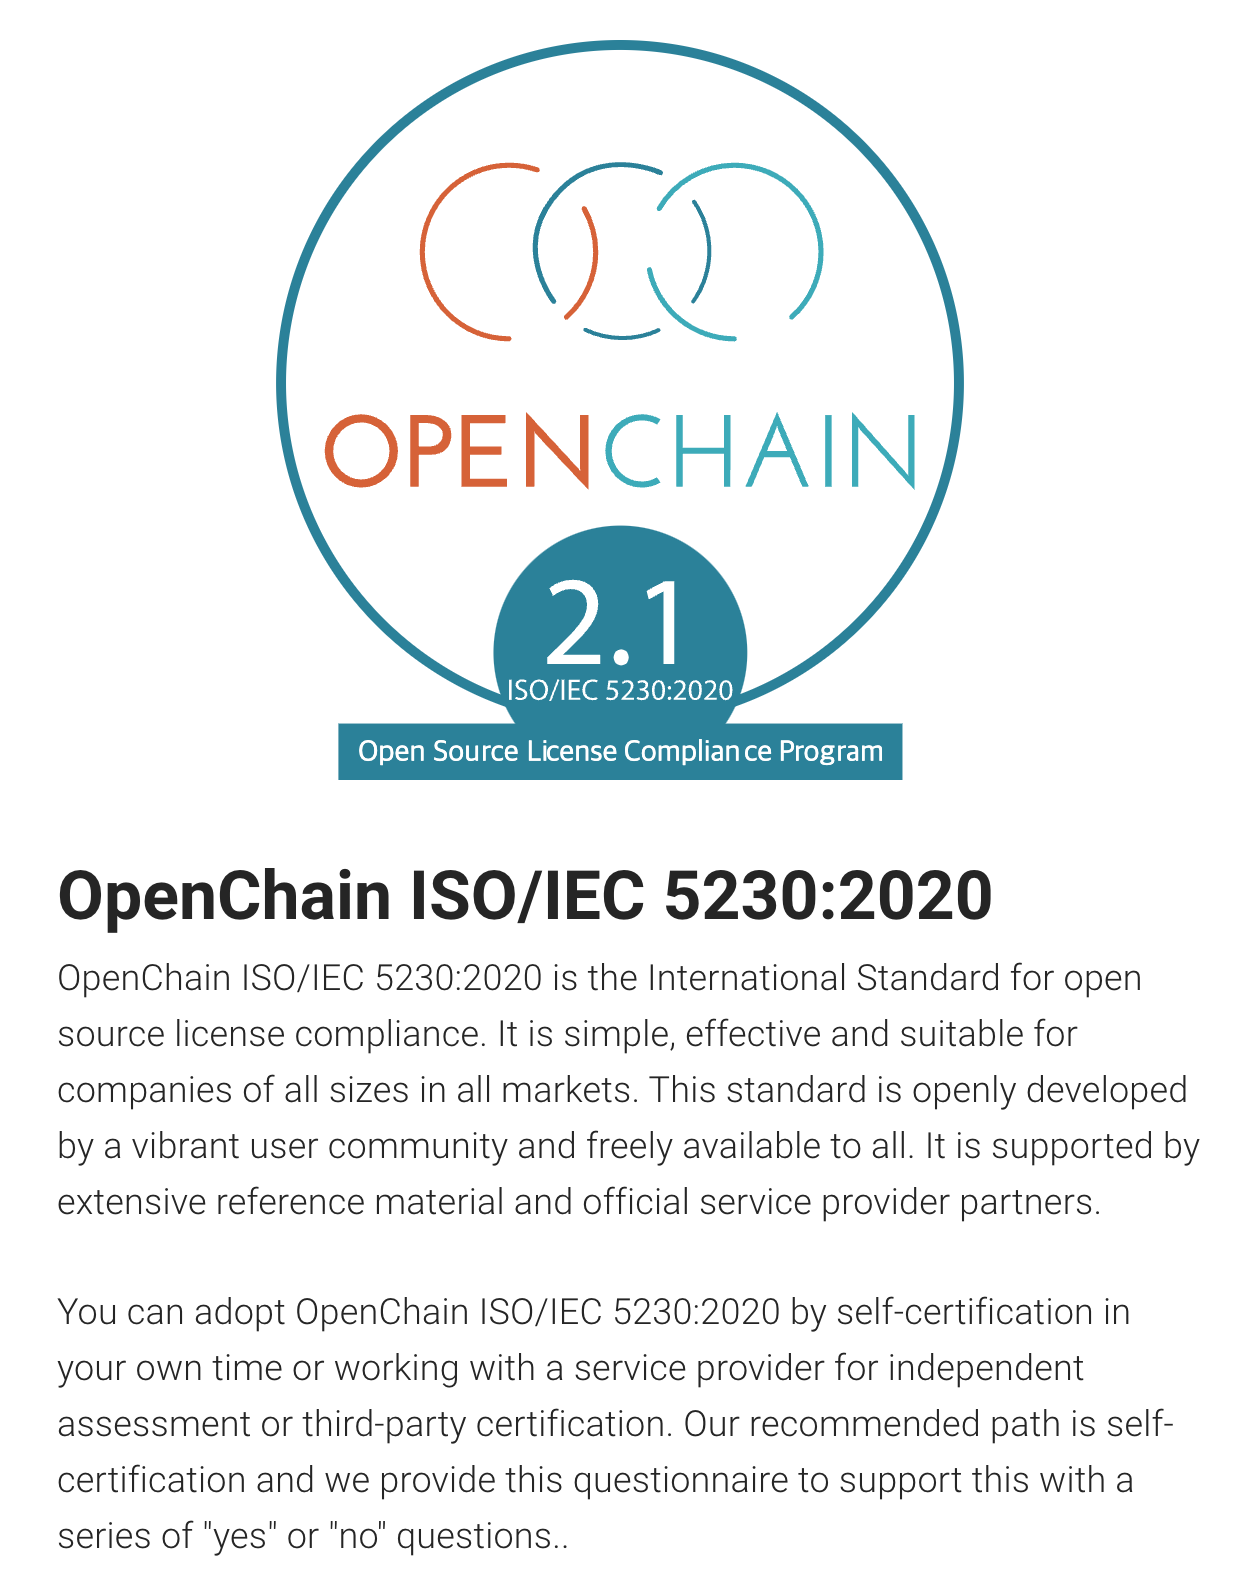 OPENCHAIN
2.1
ISO/IEC 5230:2020
Open Source License Compliance Program
OpenChain ISO/IEC 5230:2020
OpenChain ISO/IEC 5230:2020 is the International Standard for open
source license compliance. It is simple, effective and suitable for
companies of all sizes in all markets. This standard is openly developed
by a vibrant user community and freely available to all. It is supported by
extensive reference material and official service provider partners.
You can adopt OpenChain ISO/IEC 5230:2020 by self-certification in
your own time or working with a service provider for independent
assessment or third-party certification. Our recommended path is self-
certification and we provide this questionnaire to support this with a
series of "yes" or "no" questions..